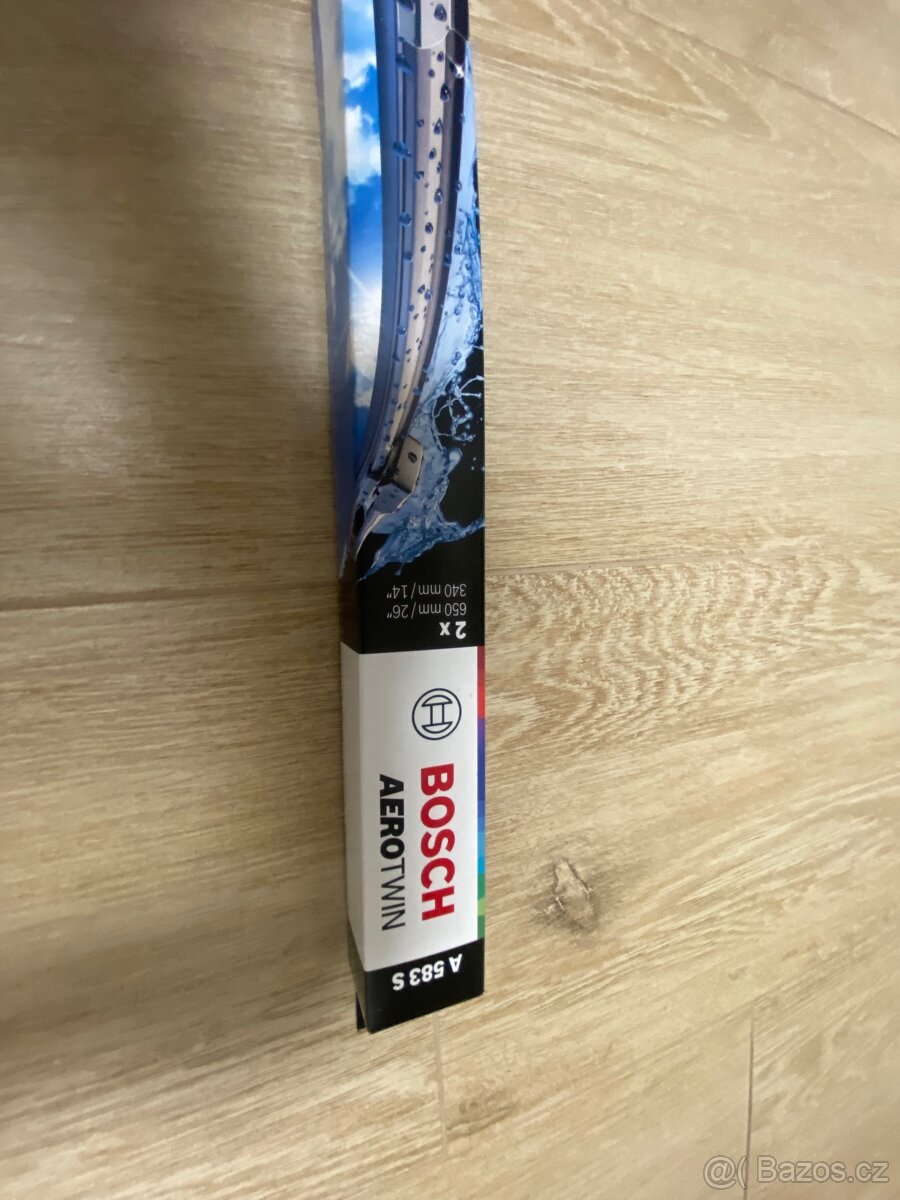 2 x
650 mm / 26"
340 mm / 14"
BOSCH
AEROTWIN
A 583 S
@( Bazos.cz